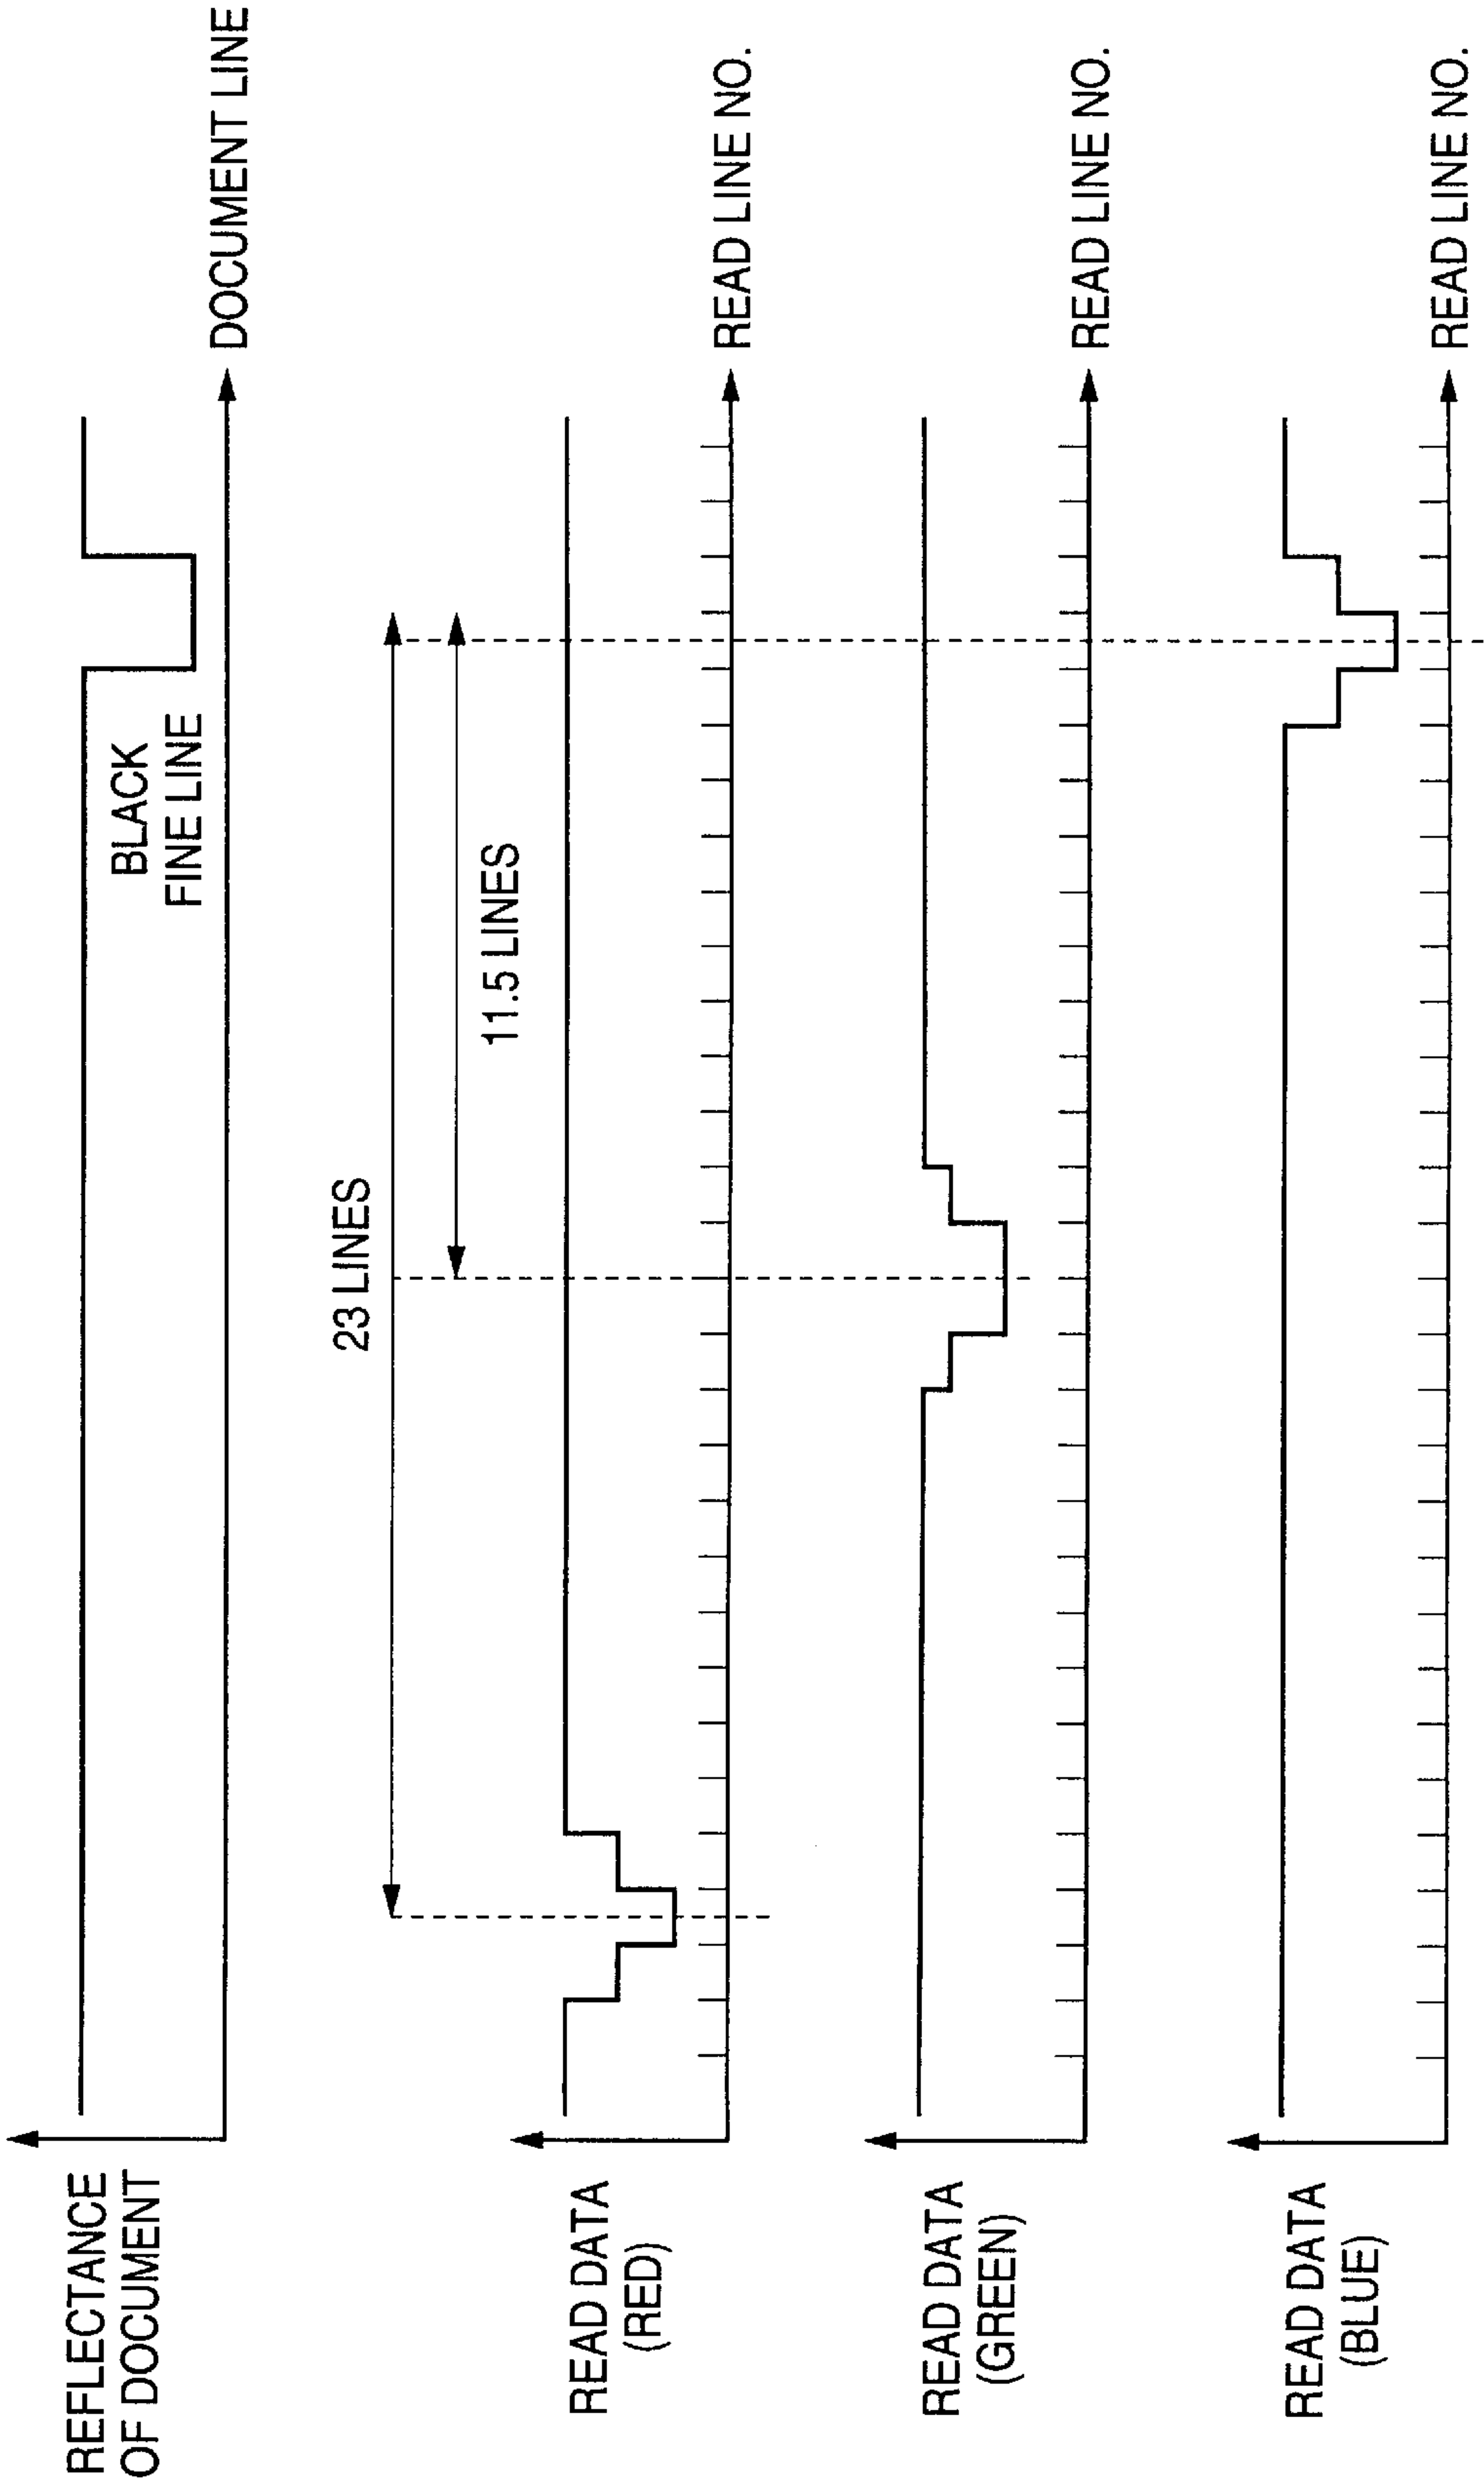 REFLECTANCE
OF DOCUMENT
BLACK
FINE LINE
DOCUMENT LINE
23 LINES
11.5 LINES
READ DATA
(RED)
READ LINE NO.
READ DATA
(GREEN)
READ LINE NO.
READ DATA
(BLUE)
READ LINE NO.